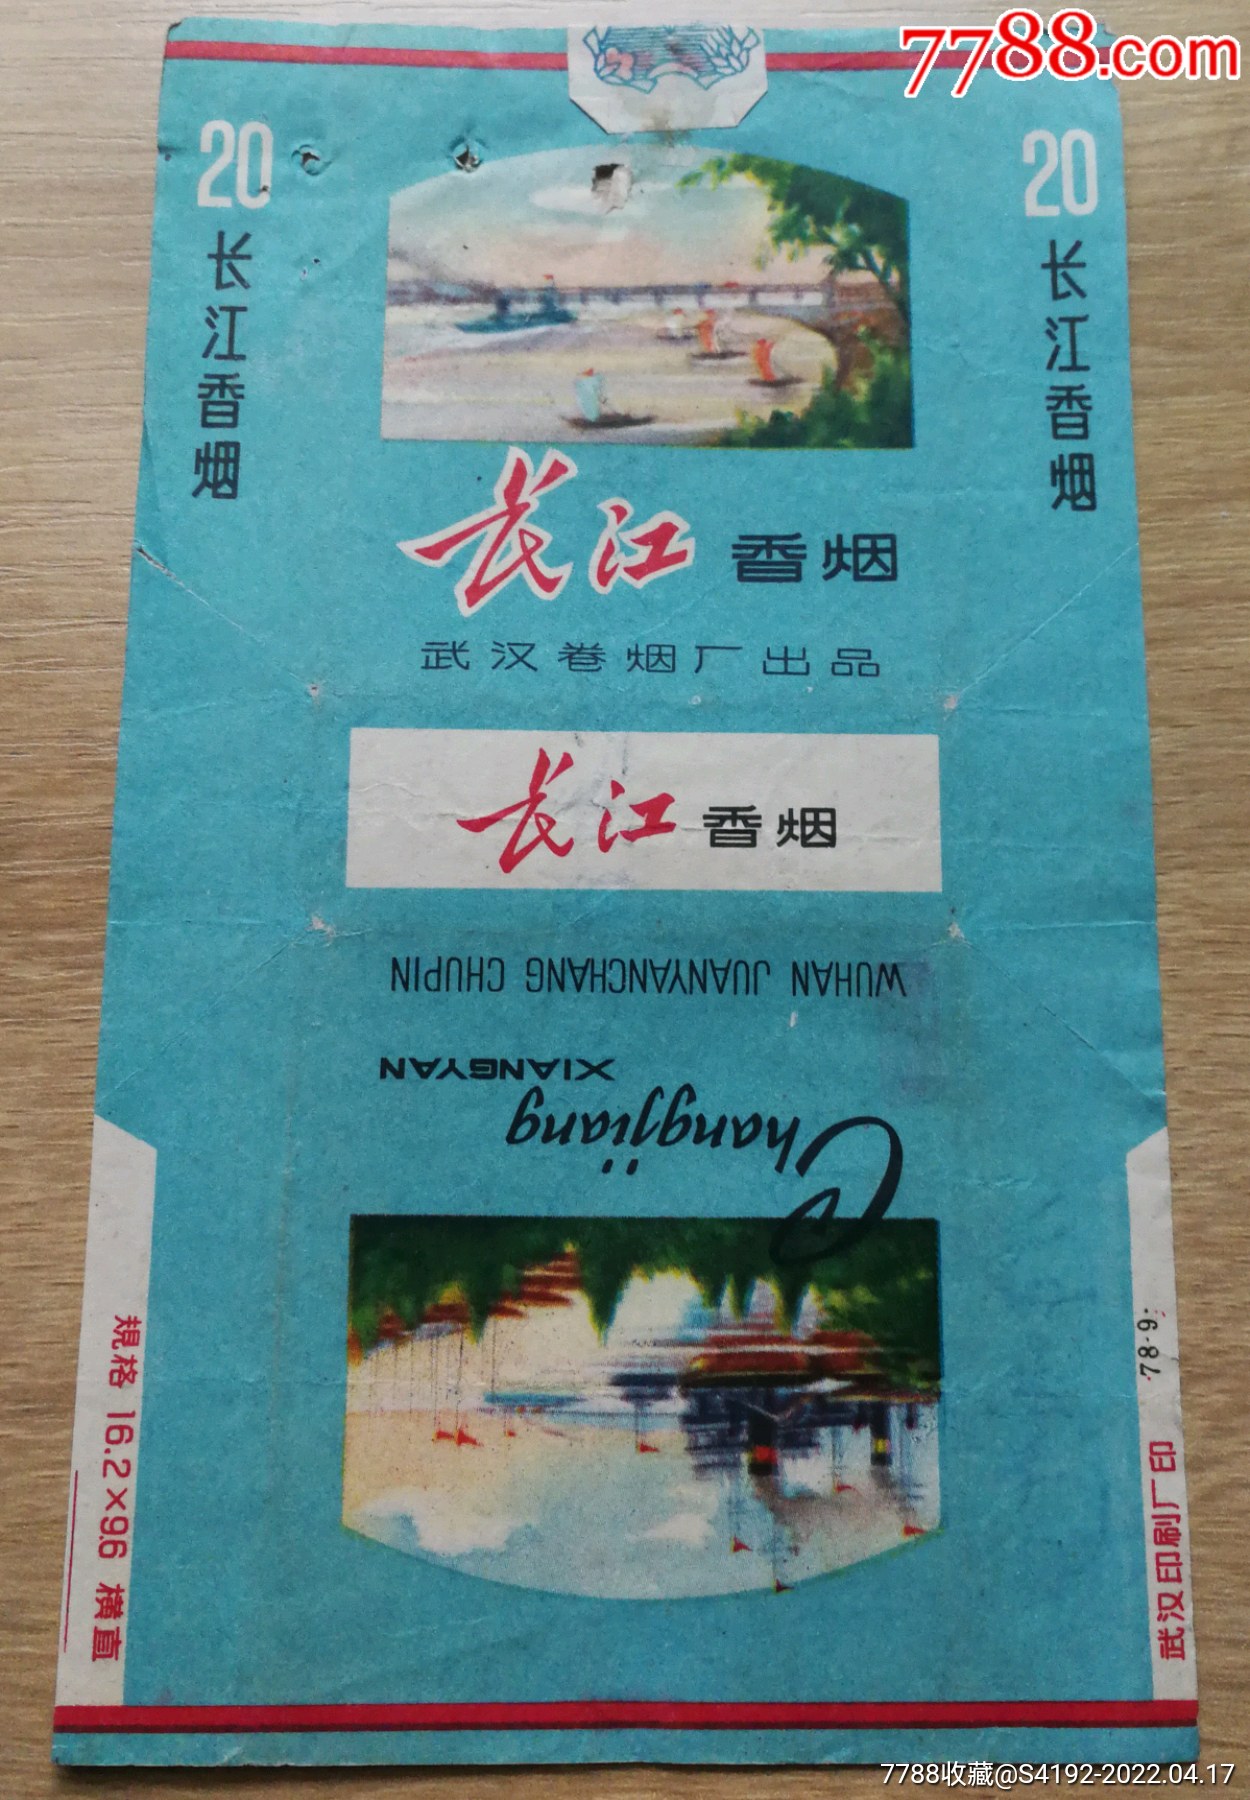 7788.com
20
长江香烟
20
长江香烟
长江 香烟
武汉卷烟厂出品
长江 香烟
WUHAN JUANYANCHANG CHUPIN
XIANGYAN
Changjiang
规格 16.2×9.6 横直
78·9
武汉印刷厂印
7788收藏@S4192-2022.04.17